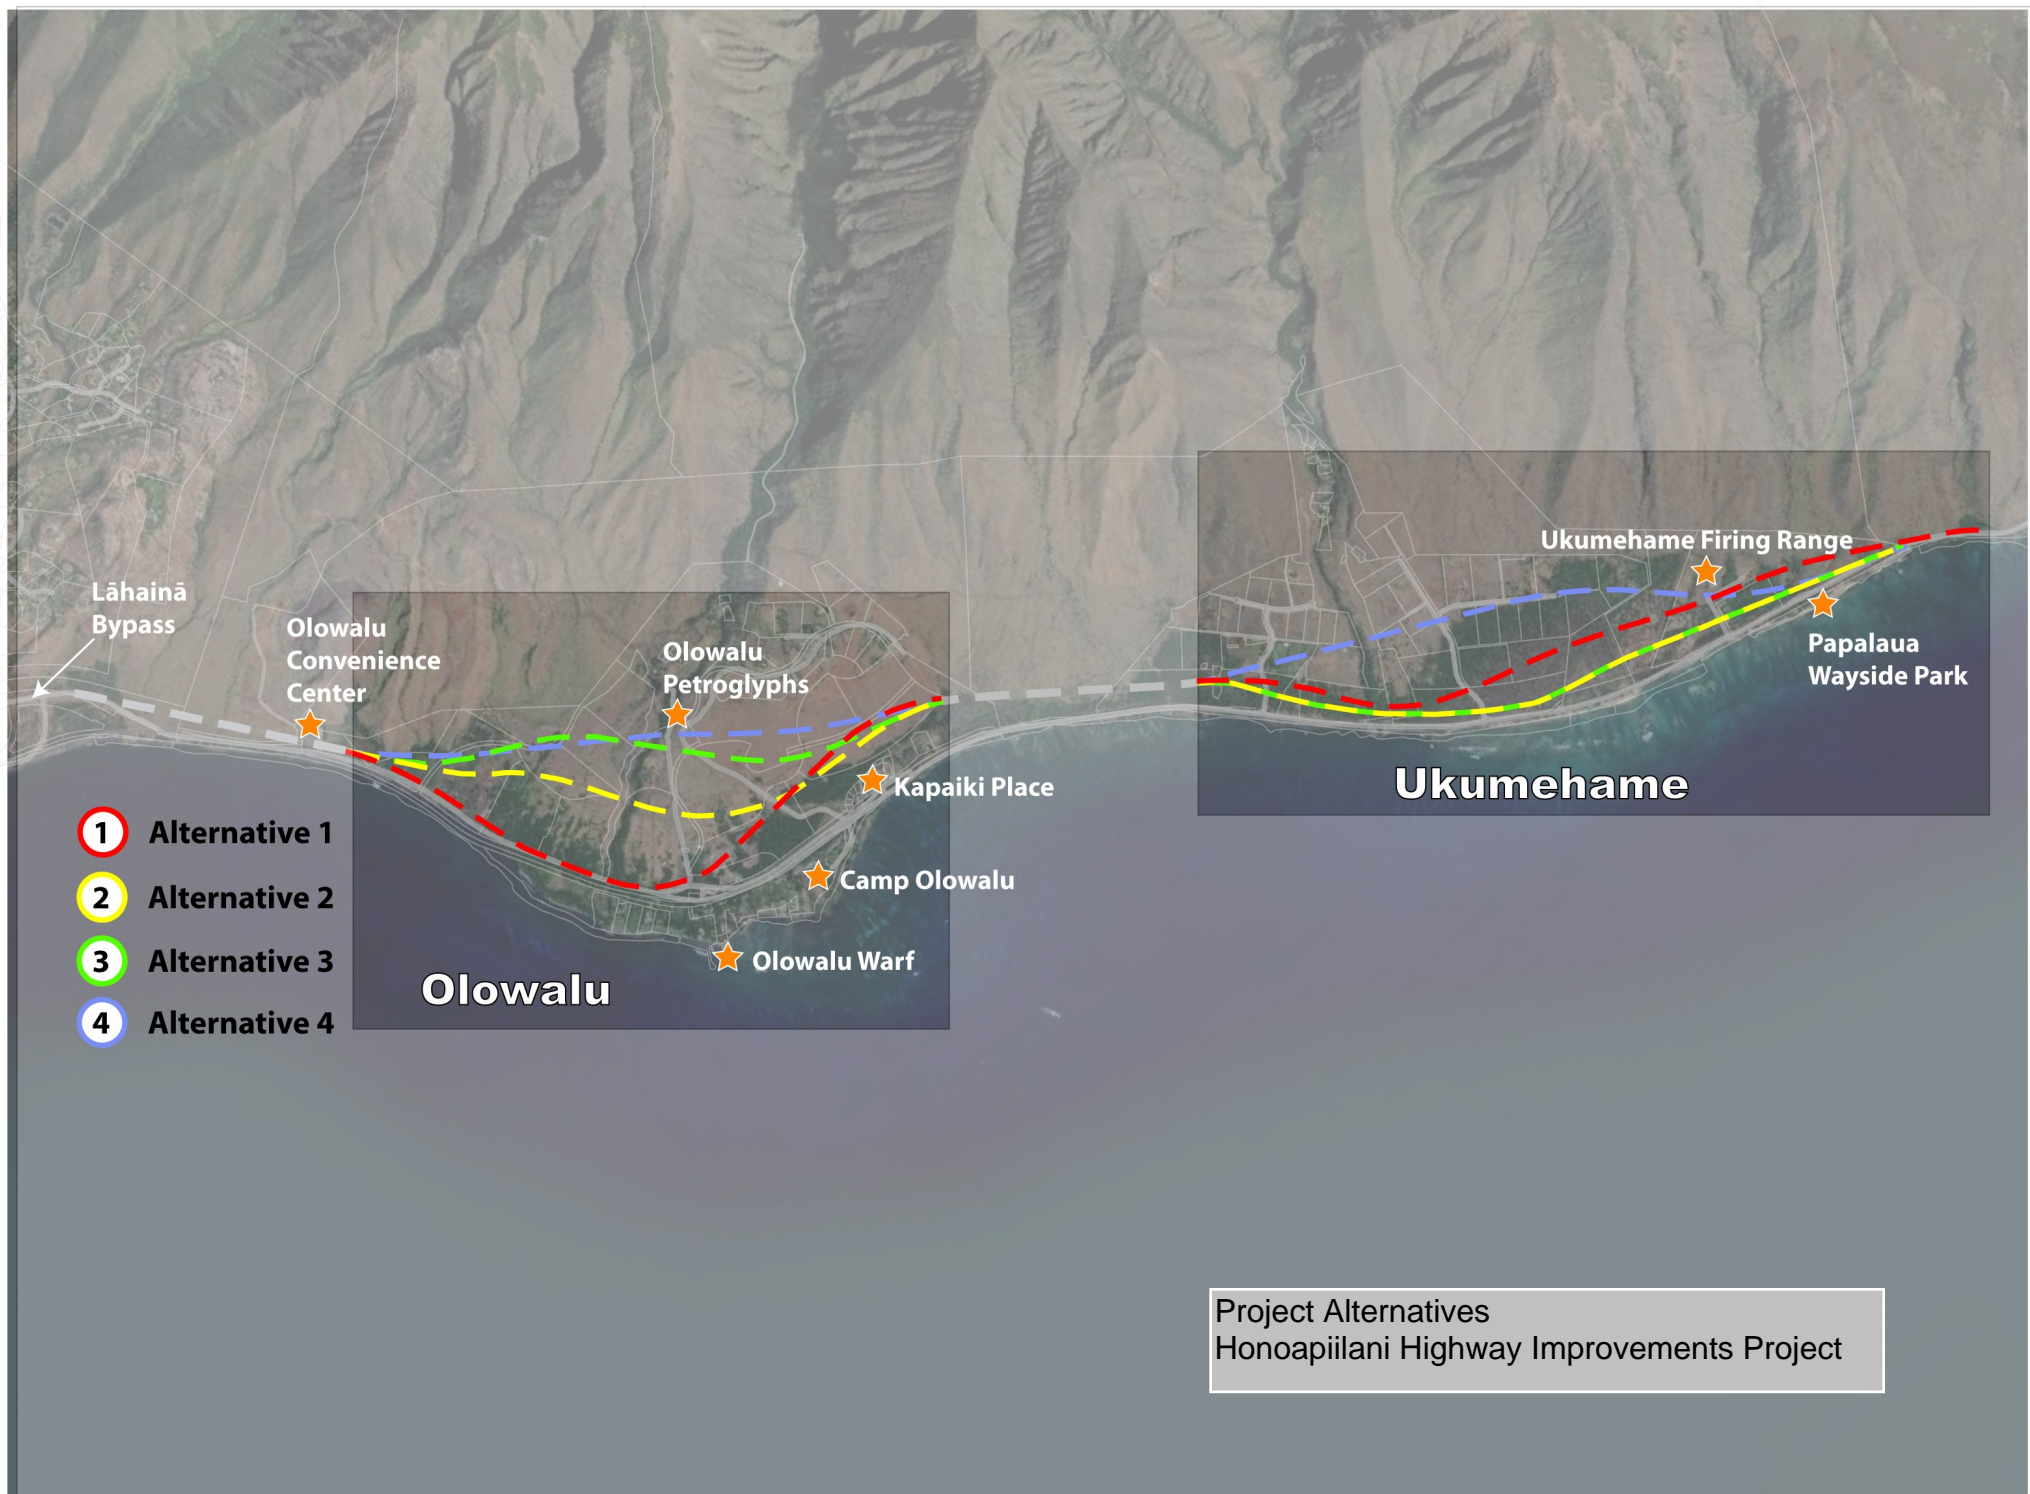 Lāhainā
Bypass
Olowalu
Convenience
Center
Olowalu
Petroglyphs
Ukumehame Firing Range
Papalaua
Wayside Park
Kapaiki Place
Camp Olowalu
Olowalu Warf
Olowalu
Ukumehame
1 Alternative 1
2 Alternative 2
3 Alternative 3
4 Alternative 4
Project Alternatives
Honoapiilani Highway Improvements Project